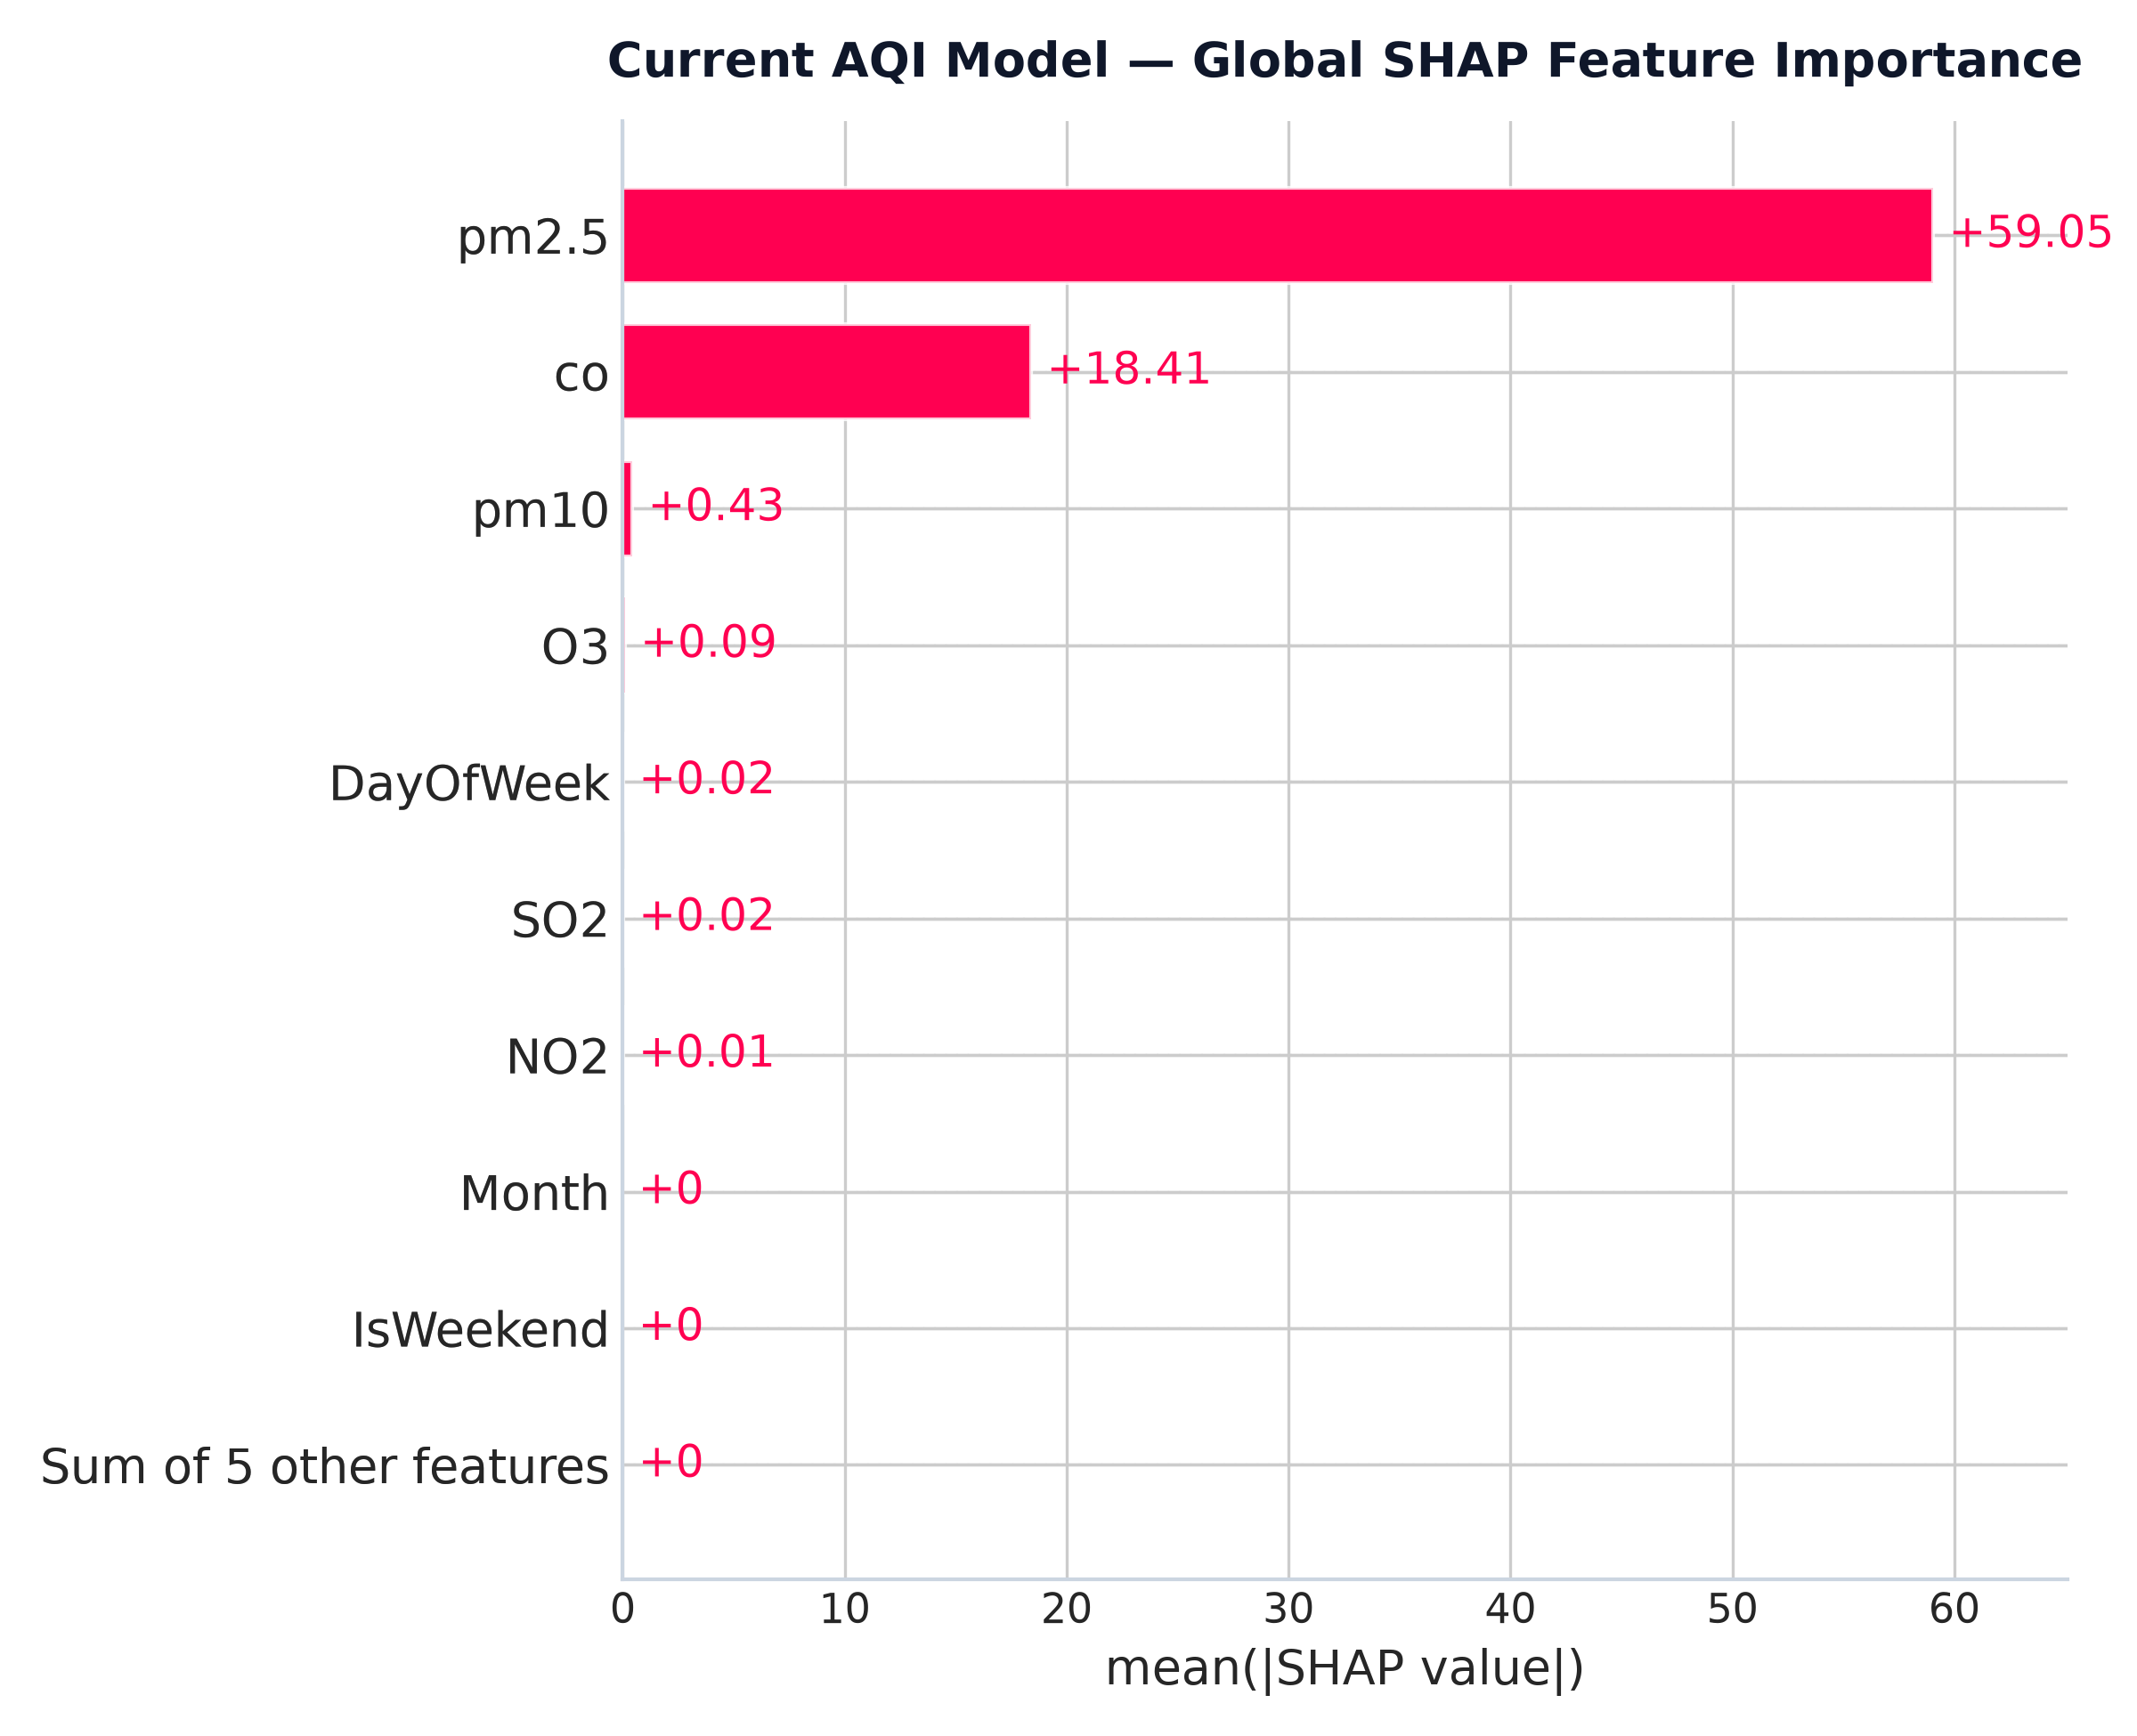 Current AQI Model — Global SHAP Feature Importance
pm2.5 +59.05
co +18.41
pm10 +0.43
O3 +0.09
DayOfWeek +0.02
SO2 +0.02
NO2 +0.01
Month +0
IsWeekend +0
Sum of 5 other features +0
0 10 20 30 40 50 60
mean(|SHAP value|)